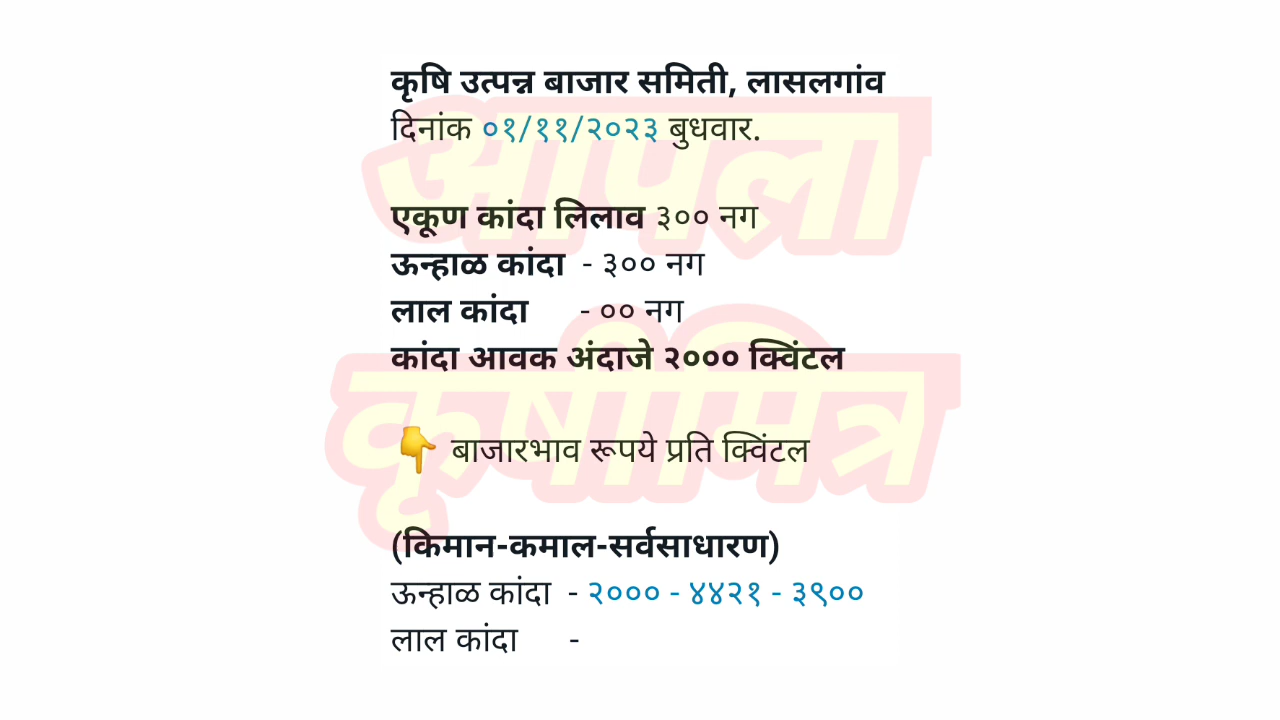 कृषि उत्पन्न बाजार समिती, लासलगांव
दिनांक ०१/११/२०२३ बुधवार.
एकूण कांदा लिलाव ३०० नग
ऊन्हाळ कांदा - ३०० नग
लाल कांदा - ०० नग
कांदा आवक अंदाजे २००० क्विंटल
👇 बाजारभाव रूपये प्रति क्विंटल
(किमान-कमाल-सर्वसाधारण)
ऊन्हाळ कांदा - २००० - ४४२१ - ३९००
लाल कांदा -
आपला
कृषीमित्र